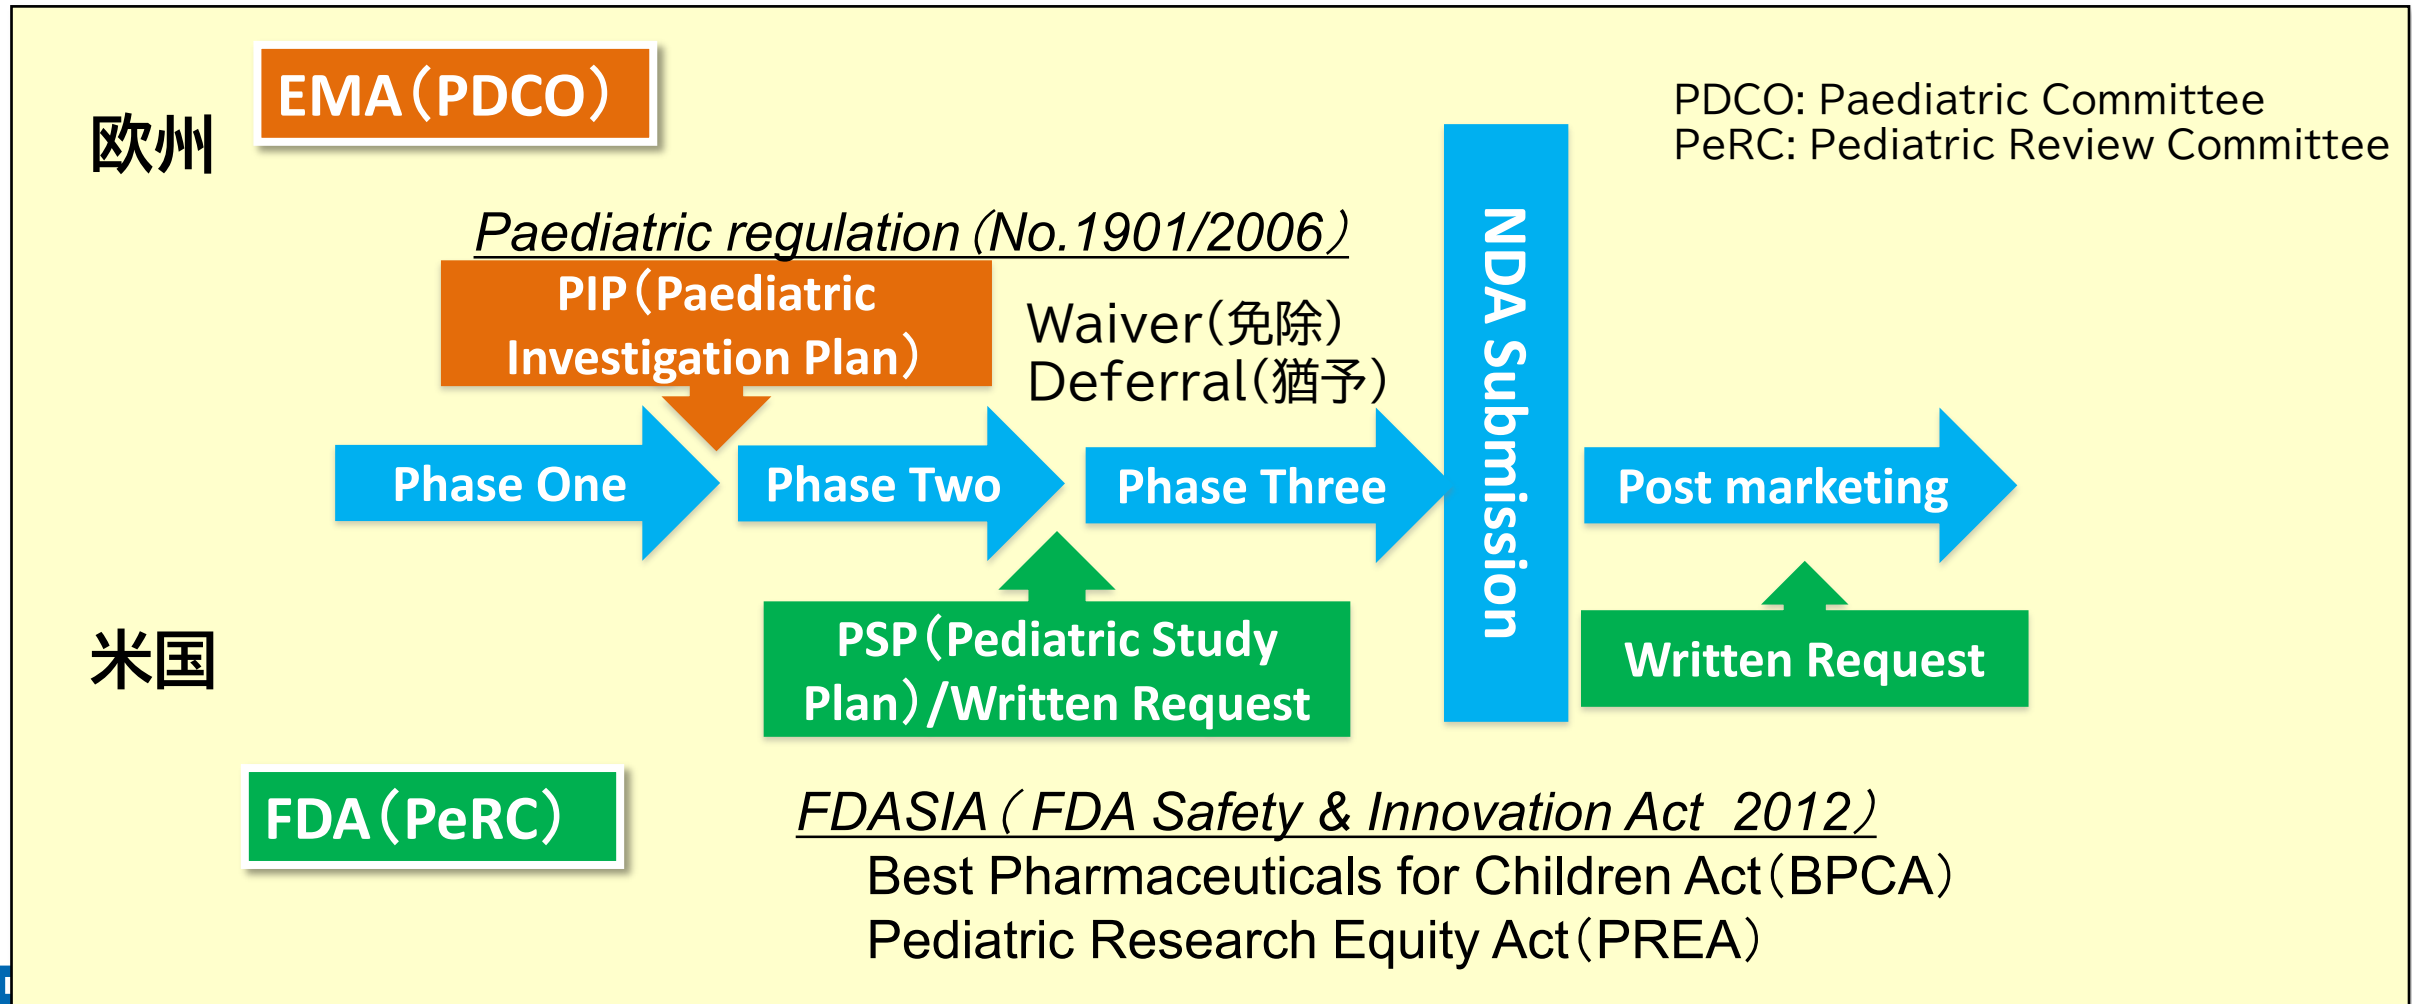 EMA（PDCO）
欧州
PDCO: Paediatric Committee
PeRC: Pediatric Review Committee
Paediatric regulation（No.1901/2006）
PIP（Paediatric
Investigation Plan）
Waiver(免除）
Deferral(猶予）
NDA Submission
Phase One
Phase Two
Phase Three
Post marketing
米国
PSP（Pediatric Study
Plan）/Written Request
Written Request
FDA（PeRC）
FDASIA（ FDA Safety & Innovation Act 2012）
Best Pharmaceuticals for Children Act（BPCA）
Pediatric Research Equity Act（PREA）